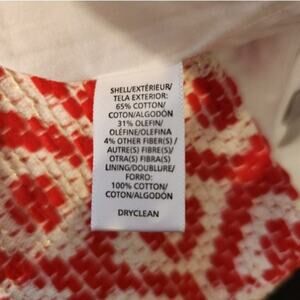 SHELL/EXTÉRIEUR/
TELA EXTERIOR:
65% COTTON/
COTON/ALGODÓN
31% OLEFIN/
OLÉFINE/OLEFINA
4% OTHER FIBER(S)/
AUTRE(S) FIBRE(S)/
OTRA(S) FIBRA(S)
LINING/DOUBLURE/
FORRO:
100% COTTON/
COTON/ALGODÓN
DRYCLEAN